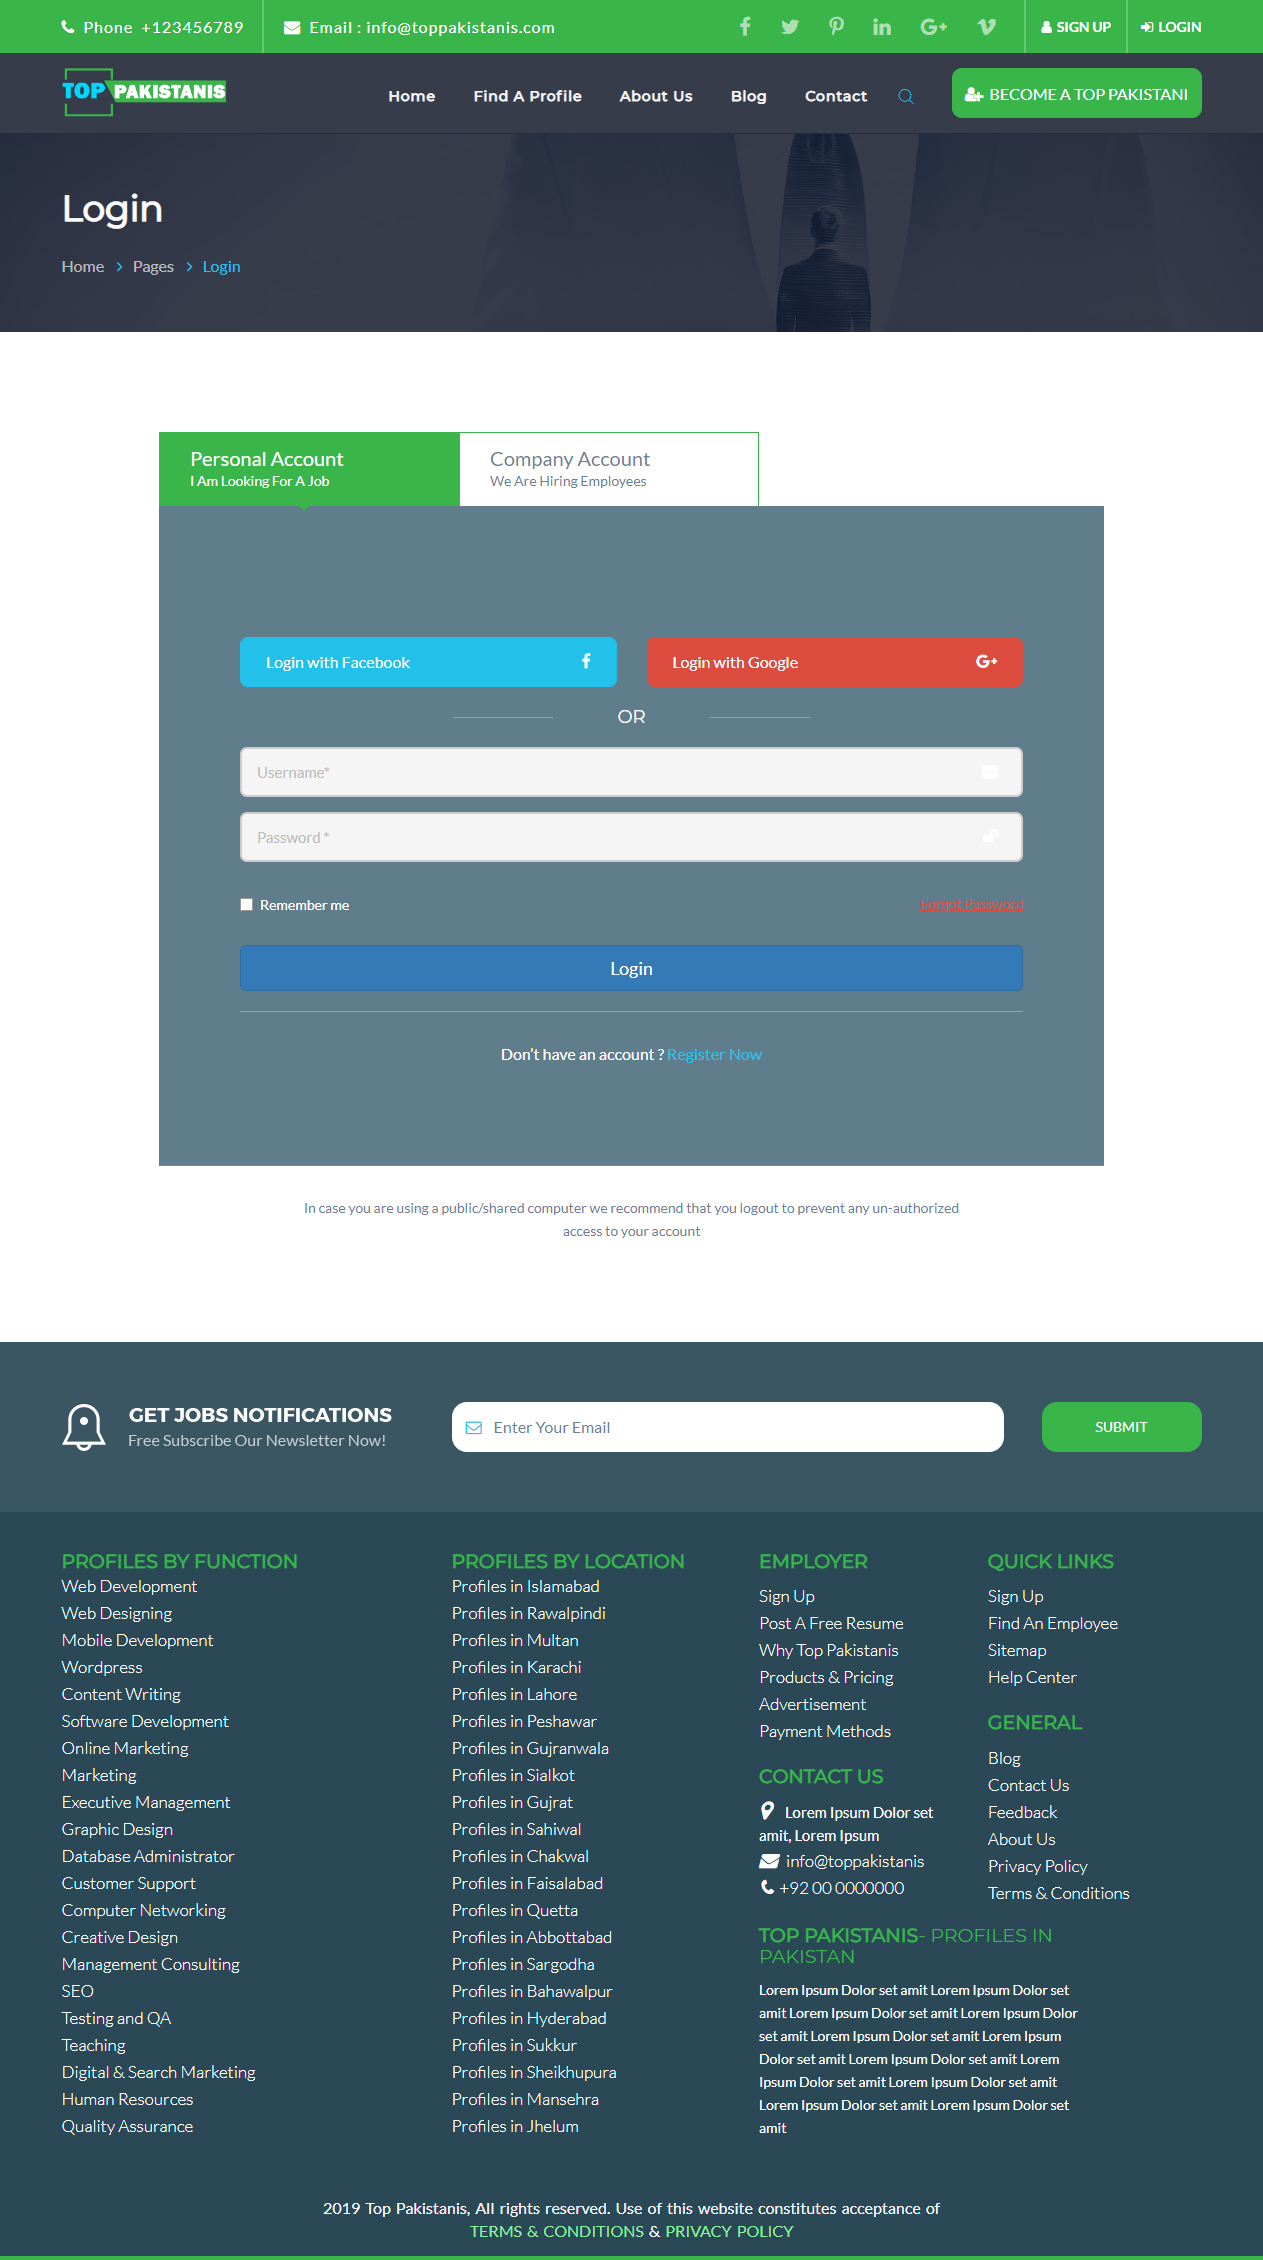 Phone +123456789
Email : info@toppakistanis.com
SIGN UP
LOGIN
TOP PAKISTANIS
Home
Find A Profile
About Us
Blog
Contact
BECOME A TOP PAKISTANI
Login
Home
Pages
Login
Personal Account
I Am Looking For A Job
Company Account
We Are Hiring Employees
Login with Facebook
Login with Google
OR
Username*
Password *
Remember me
Forgot Password
Login
Don't have an account ? Register Now
In case you are using a public/shared computer we recommend that you logout to prevent any un-authorized
access to your account
GET JOBS NOTIFICATIONS
Free Subscribe Our Newsletter Now!
Enter Your Email
SUBMIT
PROFILES BY FUNCTION
Web Development
Web Designing
Mobile Development
Wordpress
Content Writing
Software Development
Online Marketing
Marketing
Executive Management
Graphic Design
Database Administrator
Customer Support
Computer Networking
Creative Design
Management Consulting
SEO
Testing and QA
Teaching
Digital & Search Marketing
Human Resources
Quality Assurance
PROFILES BY LOCATION
Profiles in Islamabad
Profiles in Rawalpindi
Profiles in Multan
Profiles in Karachi
Profiles in Lahore
Profiles in Peshawar
Profiles in Gujranwala
Profiles in Sialkot
Profiles in Gujrat
Profiles in Sahiwal
Profiles in Chakwal
Profiles in Faisalabad
Profiles in Quetta
Profiles in Abbottabad
Profiles in Sargodha
Profiles in Bahawalpur
Profiles in Hyderabad
Profiles in Sukkur
Profiles in Sheikhupura
Profiles in Mansehra
Profiles in Jhelum
EMPLOYER
Sign Up
Post A Free Resume
Why Top Pakistanis
Products & Pricing
Advertisement
Payment Methods
CONTACT US
Lorem Ipsum Dolor set
amit, Lorem Ipsum
info@toppakistanis
+92 00 0000000
QUICK LINKS
Sign Up
Find An Employee
Sitemap
Help Center
GENERAL
Blog
Contact Us
Feedback
About Us
Privacy Policy
Terms & Conditions
TOP PAKISTANIS- PROFILES IN
PAKISTAN
Lorem Ipsum Dolor set amit Lorem Ipsum Dolor set
amit Lorem Ipsum Dolor set amit Lorem Ipsum Dolor
set amit Lorem Ipsum Dolor set amit Lorem Ipsum
Dolor set amit Lorem Ipsum Dolor set amit Lorem
Ipsum Dolor set amit Lorem Ipsum Dolor set amit
Lorem Ipsum Dolor set amit Lorem Ipsum Dolor set
amit
2019 Top Pakistanis, All rights reserved. Use of this website constitutes acceptance of
TERMS & CONDITIONS & PRIVACY POLICY